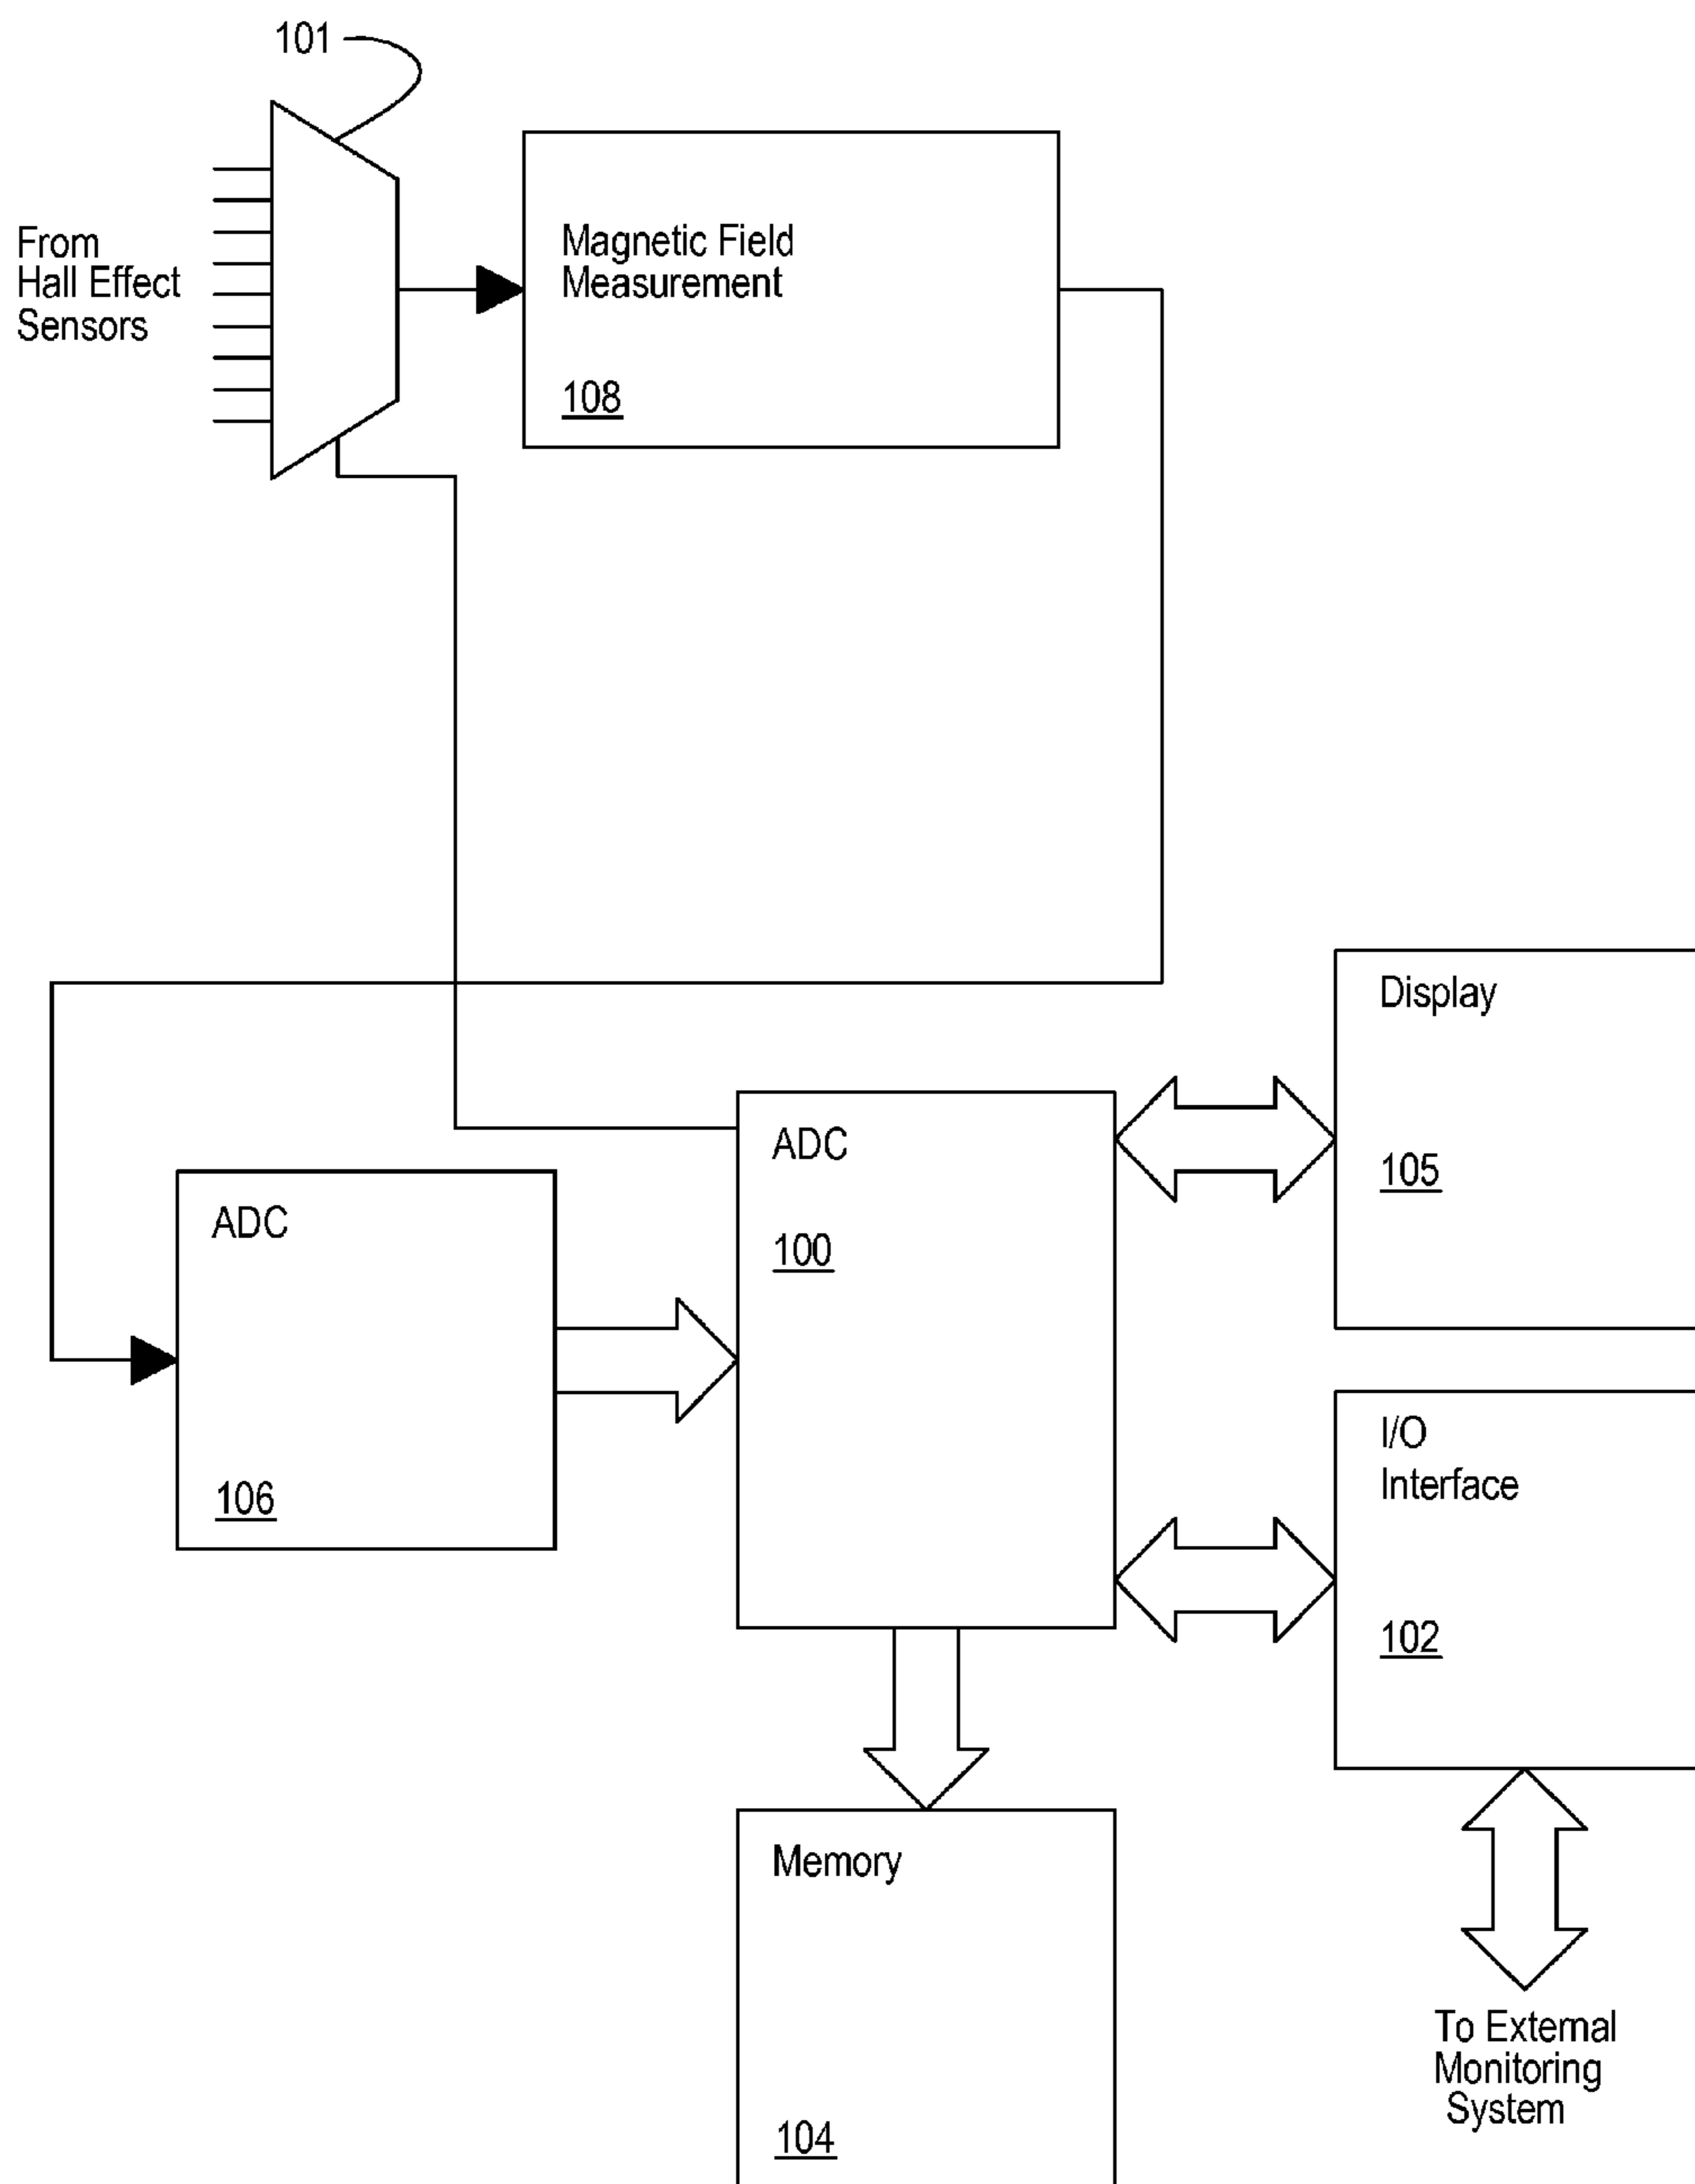 101
From
Hall Effect
Sensors
Magnetic Field
Measurement
108
Display
105
ADC
100
ADC
106
I/O
Interface
102
Memory
104
To External
Monitoring
System